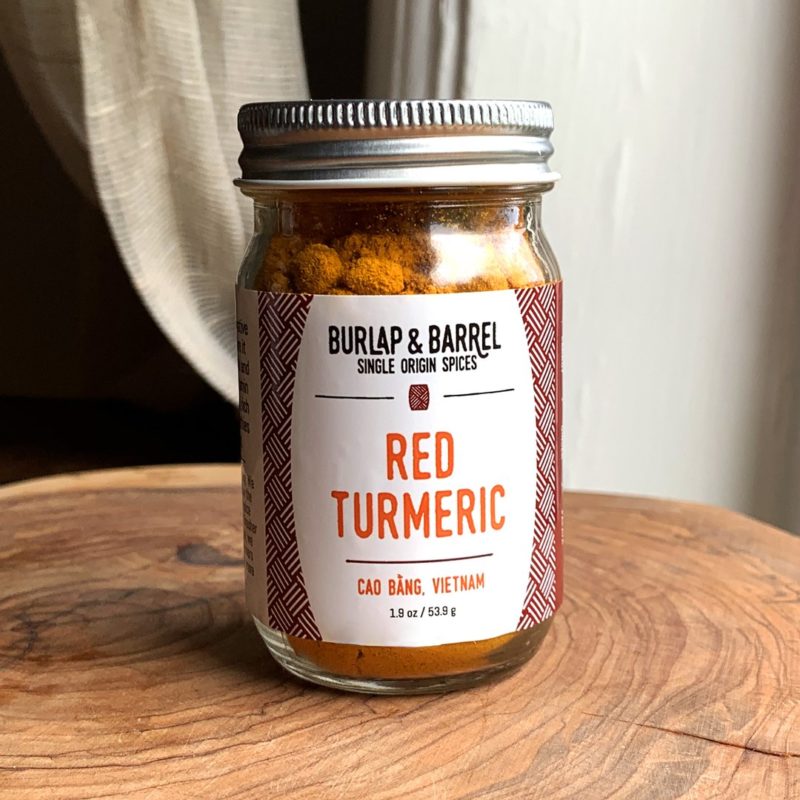 BURLAP & BARREL
SINGLE ORIGIN SPICES
RED
TURMERIC
CAO BẰNG, VIETNAM
1.9 oz / 53.9 g